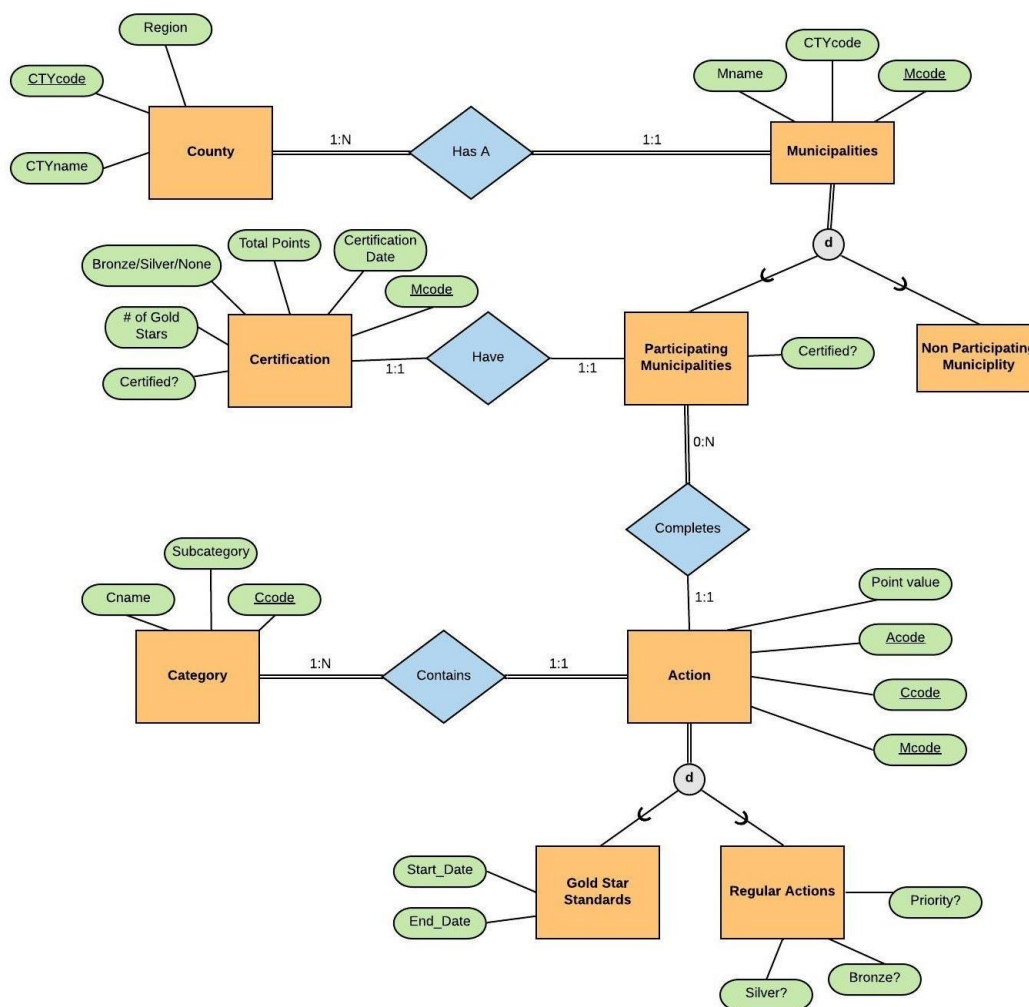 Region
CTYcode
CTYname
County
1:N
Has A
1:1
CTYcode
Mname
Mcode
Municipalities
d
Bronze/Silver/None
Total Points
Certification
Date
Mcode
# of Gold
Stars
Certified?
Certification
1:1
Have
1:1
Participating
Municipalities
Certified?
Non Participating
Municiplity
0:N
Completes
1:1
Subcategory
Cname
Ccode
Category
1:N
Contains
1:1
Action
Point value
Acode
Ccode
Mcode
d
Start_Date
End_Date
Gold Star
Standards
Regular Actions
Priority?
Bronze?
Silver?